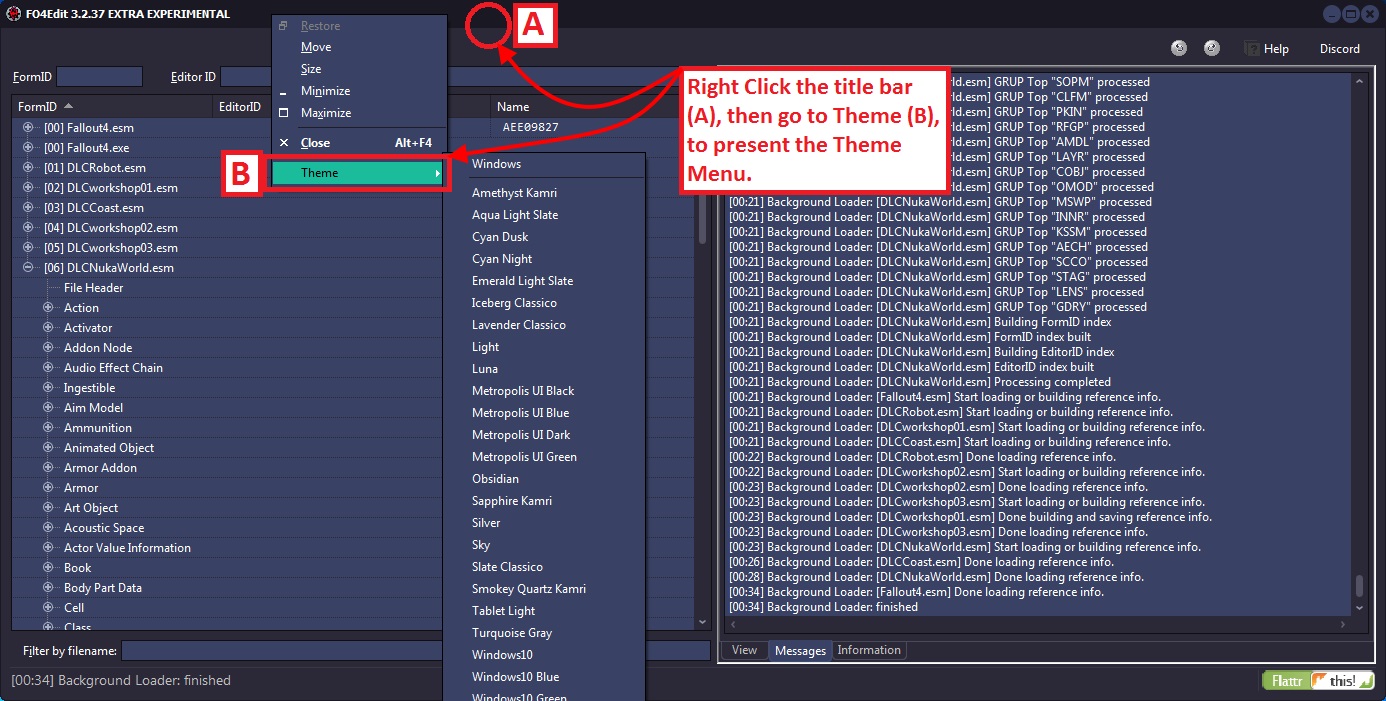 FO4Edit 3.2.37 EXTRA EXPERIMENTAL
Restore
Move
Size
Minimize
Maximize
Close Alt+F4
Theme
A
B
Right Click the title bar
(A), then go to Theme (B),
to present the Theme
Menu.
Help
Discord
FormID
Editor ID
FormID
EditorID
Name
[00] Fallout4.esm
AEE09827
[00] Fallout4.exe
[01] DLCRobot.esm
[02] DLCworkshop01.esm
[03] DLCCoast.esm
[04] DLCworkshop02.esm
[05] DLCworkshop03.esm
[06] DLCNukaWorld.esm
File Header
Action
Activator
Addon Node
Audio Effect Chain
Ingestible
Aim Model
Ammunition
Animated Object
Armor Addon
Armor
Art Object
Acoustic Space
Actor Value Information
Book
Body Part Data
Cell
Class
Windows
Amethyst Kamri
Aqua Light Slate
Cyan Dusk
Cyan Night
Emerald Light Slate
Iceberg Classico
Lavender Classico
Light
Luna
Metropolis UI Black
Metropolis UI Blue
Metropolis UI Dark
Metropolis UI Green
Obsidian
Sapphire Kamri
Silver
Sky
Slate Classico
Smokey Quartz Kamri
Tablet Light
Turquoise Gray
Windows10
Windows10 Blue
Windows10 Green
World.esm] GRUP Top "SOPM" processed
World.esm] GRUP Top "CLFM" processed
World.esm] GRUP Top "PKIN" processed
World.esm] GRUP Top "RFGP" processed
World.esm] GRUP Top "AMDL" processed
World.esm] GRUP Top "LAYR" processed
World.esm] GRUP Top "COBJ" processed
World.esm] GRUP Top "OMOD" processed
[00:21] Background Loader: [DLCNukaWorld.esm] GRUP Top "MSWP" processed
[00:21] Background Loader: [DLCNukaWorld.esm] GRUP Top "INNR" processed
[00:21] Background Loader: [DLCNukaWorld.esm] GRUP Top "KSSM" processed
[00:21] Background Loader: [DLCNukaWorld.esm] GRUP Top "AECH" processed
[00:21] Background Loader: [DLCNukaWorld.esm] GRUP Top "SCCO" processed
[00:21] Background Loader: [DLCNukaWorld.esm] GRUP Top "STAG" processed
[00:21] Background Loader: [DLCNukaWorld.esm] GRUP Top "LENS" processed
[00:21] Background Loader: [DLCNukaWorld.esm] GRUP Top "GDRY" processed
[00:21] Background Loader: [DLCNukaWorld.esm] Building FormID index
[00:21] Background Loader: [DLCNukaWorld.esm] FormID index built
[00:21] Background Loader: [DLCNukaWorld.esm] Building EditorID index
[00:21] Background Loader: [DLCNukaWorld.esm] EditorID index built
[00:21] Background Loader: [DLCNukaWorld.esm] Processing completed
[00:21] Background Loader: [Fallout4.esm] Start loading or building reference info.
[00:21] Background Loader: [DLCRobot.esm] Start loading or building reference info.
[00:21] Background Loader: [DLCworkshop01.esm] Start loading or building reference info.
[00:21] Background Loader: [DLCCoast.esm] Start loading or building reference info.
[00:22] Background Loader: [DLCRobot.esm] Done loading reference info.
[00:22] Background Loader: [DLCworkshop02.esm] Start loading or building reference info.
[00:23] Background Loader: [DLCworkshop02.esm] Done loading reference info.
[00:23] Background Loader: [DLCworkshop03.esm] Start loading or building reference info.
[00:23] Background Loader: [DLCworkshop01.esm] Done building and saving reference info.
[00:23] Background Loader: [DLCworkshop03.esm] Done loading reference info.
[00:23] Background Loader: [DLCNukaWorld.esm] Start loading or building reference info.
[00:26] Background Loader: [DLCCoast.esm] Done loading reference info.
[00:28] Background Loader: [DLCNukaWorld.esm] Done loading reference info.
[00:34] Background Loader: [Fallout4.esm] Done loading reference info.
[00:34] Background Loader: finished
Filter by filename:
View
Messages
Information
[00:34] Background Loader: finished
Flattr this!